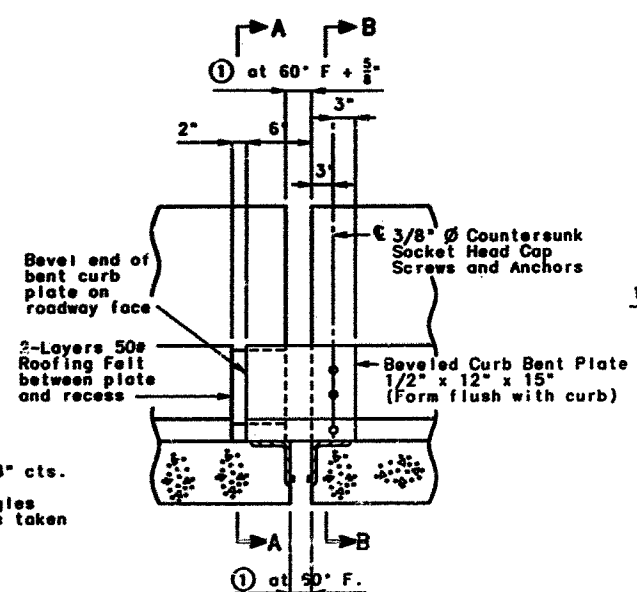 A B
① at 60° F + 5/8"
3"
2" 6"
3"
Bevel end of
bent curb
plate on
roadway face
℄ 3/8" Ø Countersunk
Socket Head Cap
Screws and Anchors
2-Layers 50#
Roofing Felt
between plate
and recess
Beveled Curb Bent Plate
1/2" x 12" x 15"
(Form flush with curb)
" cts.
taken
A B
① at 60° F.